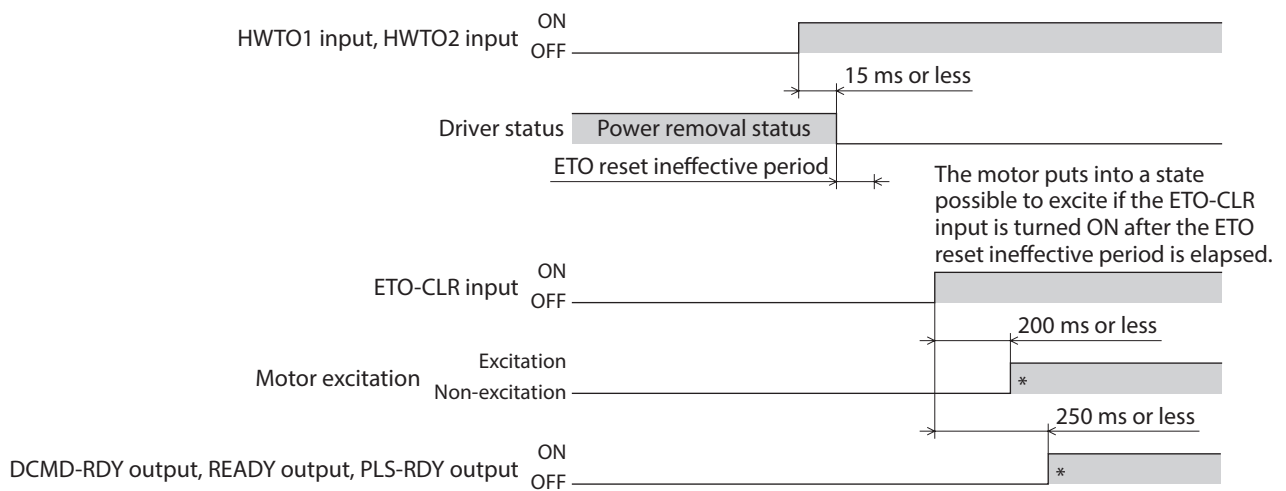 HWTO1 input, HWTO2 input
ON
OFF
15 ms or less
Driver status
Power removal status
ETO reset ineffective period
The motor puts into a state
possible to excite if the ETO-CLR
input is turned ON after the ETO
reset ineffective period is elapsed.
ETO-CLR input
ON
OFF
200 ms or less
Motor excitation
Excitation
Non-excitation
*
250 ms or less
DCMD-RDY output, READY output, PLS-RDY output
ON
OFF
*